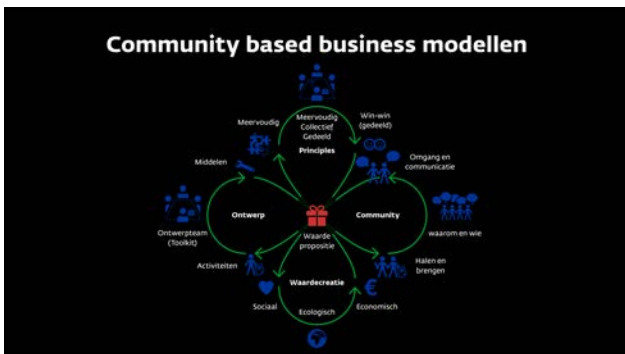 Community based business modellen
Meervoudig
Meervoudig
Collectief
Gedeeld
Principles
Win-win
(gedeeld)
Middelen
Omgang en
communicatie
Ontwerp
Community
Ontwerpteam
(Toolkit)
Waarde
propositie
waarom en wie
Activiteiten
Halen en
brengen
Waardecreatie
Sociaal
Ecologisch
Economisch
€